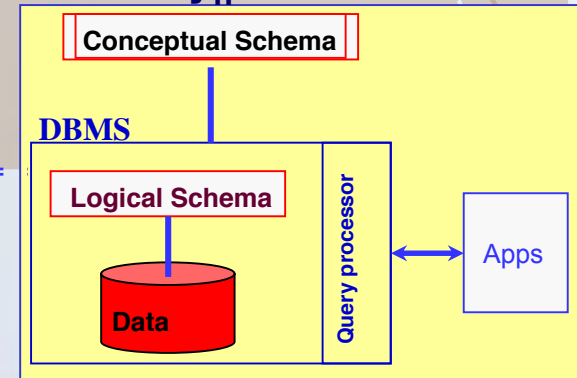 Conceptual Schema
DBMS
Logical Schema
Data
Query processor
Apps